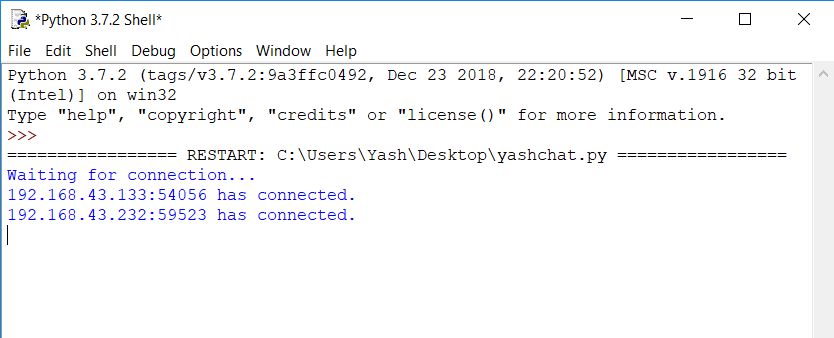 *Python 3.7.2 Shell*
File Edit Shell Debug Options Window Help
Python 3.7.2 (tags/v3.7.2:9a3ffc0492, Dec 23 2018, 22:20:52) [MSC v.1916 32 bit
(Intel)] on win32
Type "help", "copyright", "credits" or "license()" for more information.
>>>
================= RESTART: C:\Users\Yash\Desktop\yashchat.py =================
Waiting for connection...
192.168.43.133:54056 has connected.
192.168.43.232:59523 has connected.